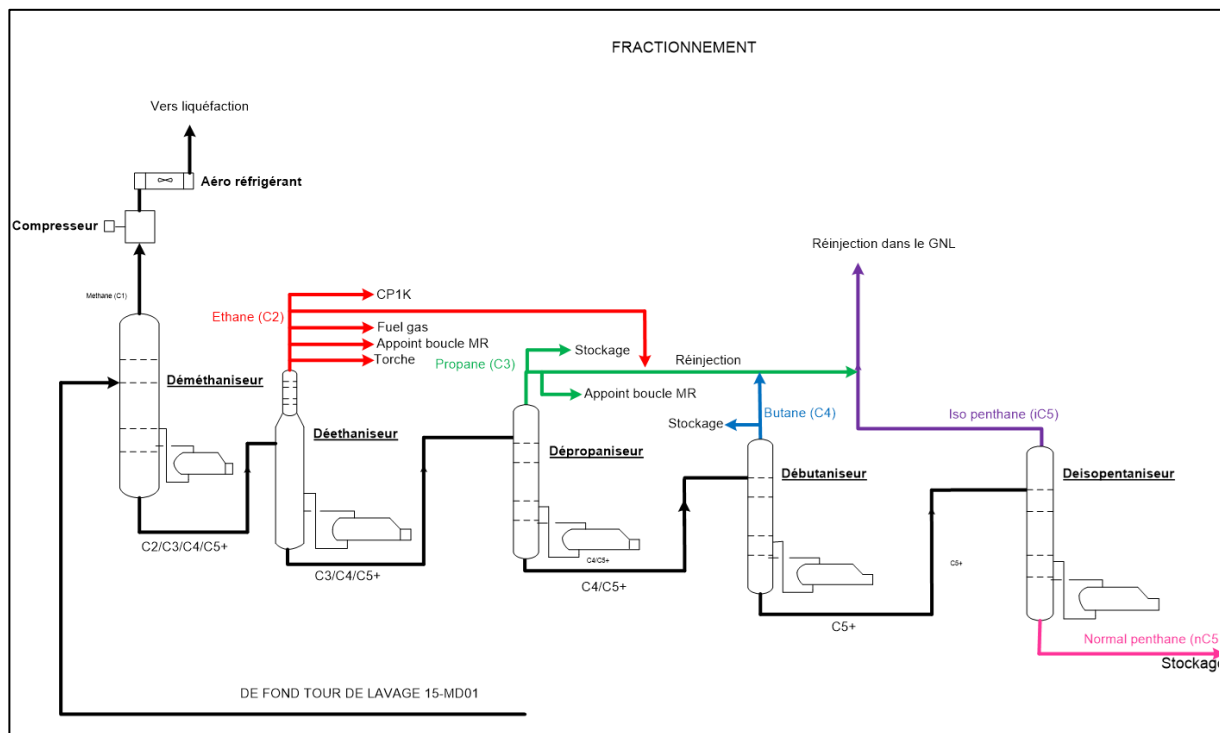 FRACTIONNEMENT
Vers liquéfaction
Aéro réfrigérant
Compresseur
Methane (C1)
Réinjection dans le GNL
CP1K
Ethane (C2)
Fuel gas
Appoint boucle MR
Torche
Stockage
Propane (C3)
Réinjection
Appoint boucle MR
Déméthaniseur
Butane (C4)
Stockage
Iso penthane (iC5)
Déethaniseur
Dépropaniseur
Débutaniseur
Deisopentaniseur
C2/C3/C4/C5+
C3/C4/C5+
C4/C5+
C4/C5+
C5+
C5+
Normal penthane (nC5
Stockage
DE FOND TOUR DE LAVAGE 15-MD01